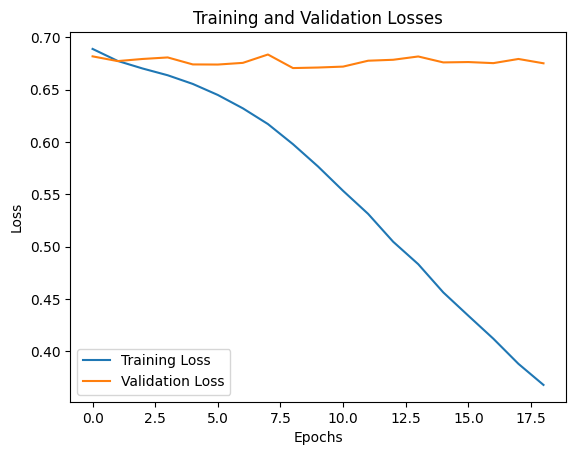 Training and Validation Losses
0.70
0.65
0.60
0.55
0.50
0.45
0.40
Loss
Training Loss
Validation Loss
0.0 2.5 5.0 7.5 10.0 12.5 15.0 17.5
Epochs